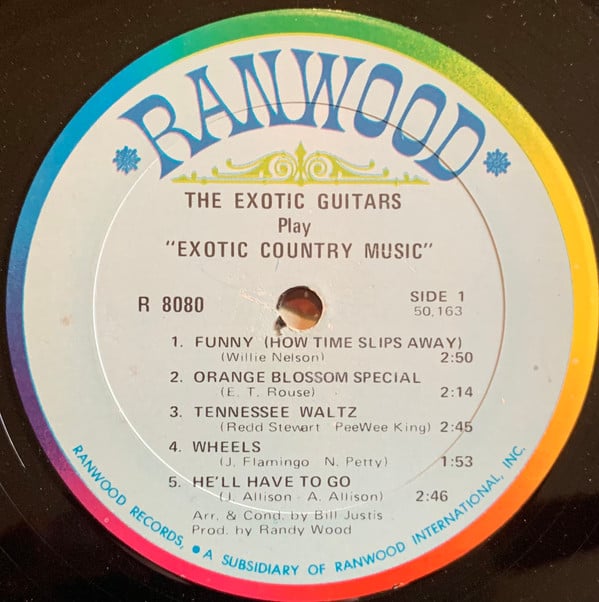 RANWOOD
THE EXOTIC GUITARS
Play
"EXOTIC COUNTRY MUSIC"
R 8080
SIDE 1
50,163
1. FUNNY (HOW TIME SLIPS AWAY)
(Willie Nelson) 2:50
2. ORANGE BLOSSOM SPECIAL
(E. T. Rouse) 2:14
3. TENNESSEE WALTZ
(Redd Stewart PeeWee King) 2:45
4. WHEELS
(J. Flamingo N. Petty) 1:53
5. HE'LL HAVE TO GO
(J. Allison - A. Allison) 2:46
Arr, & Cond. by Bill Justis
Prod. by Randy Wood
RANWOOD RECORDS, • A SUBSIDIARY OF RANWOOD INTERNATIONAL, INC.